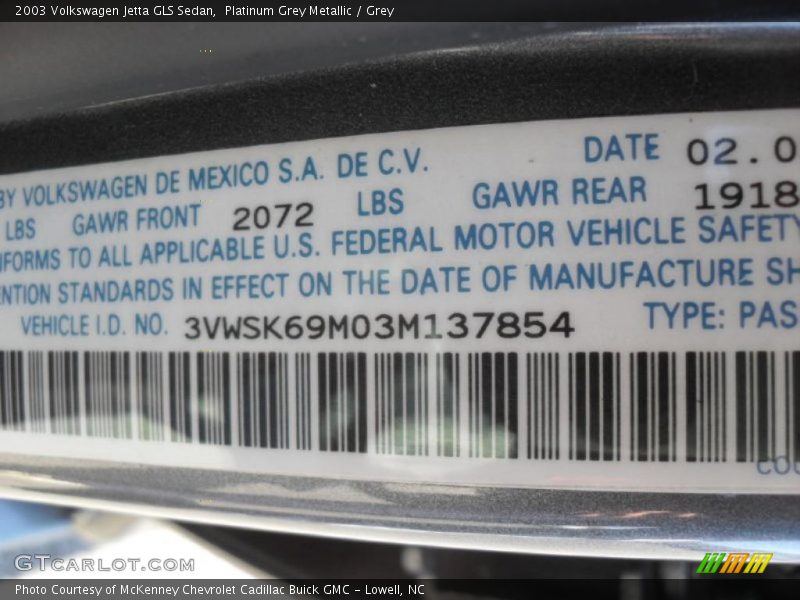 2003 Volkswagen Jetta GLS Sedan,  Platinum Grey Metallic / Grey
BY VOLKSWAGEN DE MEXICO S.A. DE C.V. DATE 02.0
LBS GAWR FRONT 2072 LBS GAWR REAR 1918
TO ALL APPLICABLE U.S. FEDERAL MOTOR VEHICLE SAFETY
STANDARDS IN EFFECT ON THE DATE OF MANUFACTURE SH
VEHICLE I.D. NO. 3VWSK69M03M137854 TYPE: PAS
GTCARLOT.COM
Photo Courtesy of McKenney Chevrolet Cadillac Buick GMC - Lowell, NC